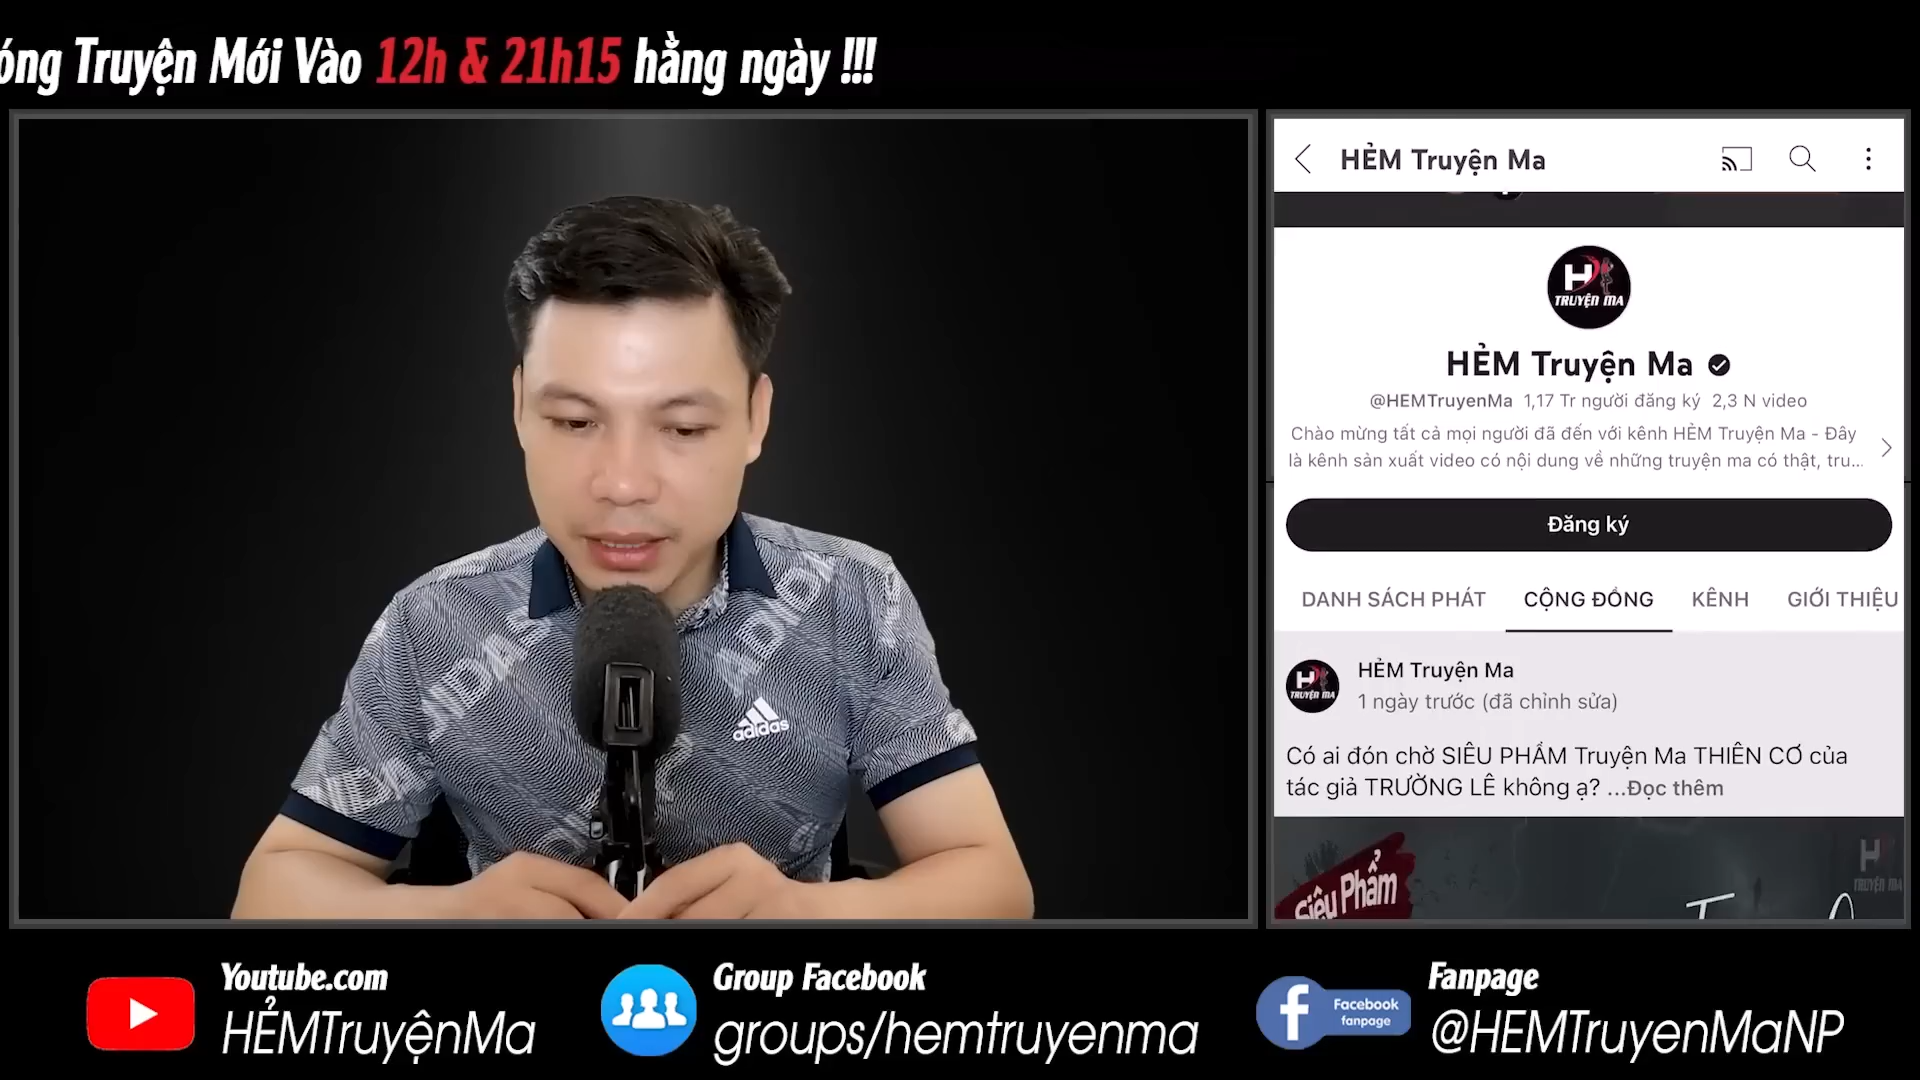 óng Truyện Mới Vào 12h & 21h15 hằng ngày !!!
HẺM Truyện Ma
H
TRUYỆN MA
HẺM Truyện Ma
@HEMTruyenMa 1,17 Tr người đăng ký 2,3 N video
Chào mừng tất cả mọi người đã đến với kênh HẺM Truyện Ma - Đây
là kênh sản xuất video có nội dung về những truyện ma có thật, tru...
Đăng ký
DANH SÁCH PHÁT CỘNG ĐỒNG KÊNH GIỚI THIỆU
H
TRUYỆN MA
HẺM Truyện Ma
1 ngày trước (đã chỉnh sửa)
Có ai đón chờ SIÊU PHẨM Truyện Ma THIÊN CƠ của
tác giả TRƯỜNG LÊ không ạ? ...Đọc thêm
Siêu Phẩm
H
TRUYỆN MA
adidas
Youtube.com
HẺMTruyệnMa
Group Facebook
groups/hemtruyenma
Facebook
fanpage
Fanpage
@HEMTruyenMaNP